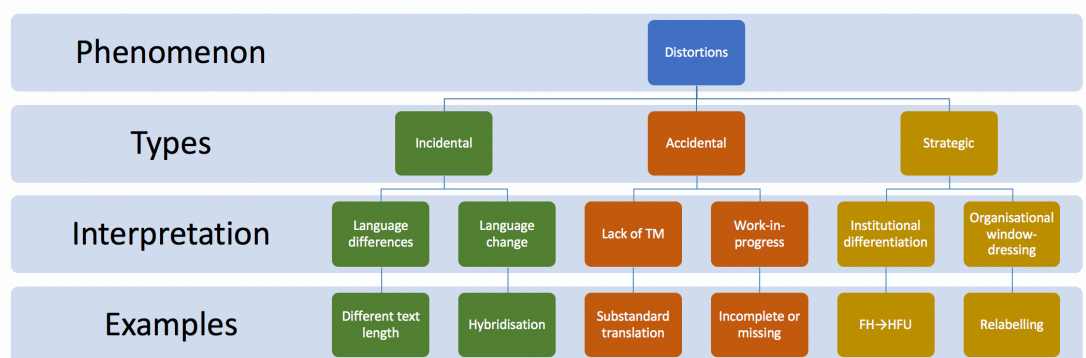 Phenomenon
Distortions
Types
Incidental
Accidental
Strategic
Interpretation
Language
differences
Language
change
Lack of TM
Work-in-
progress
Institutional
differentiation
Organisational
window-
dressing
Examples
Different text
length
Hybridisation
Substandard
translation
Incomplete or
missing
FH→HFU
Relabelling